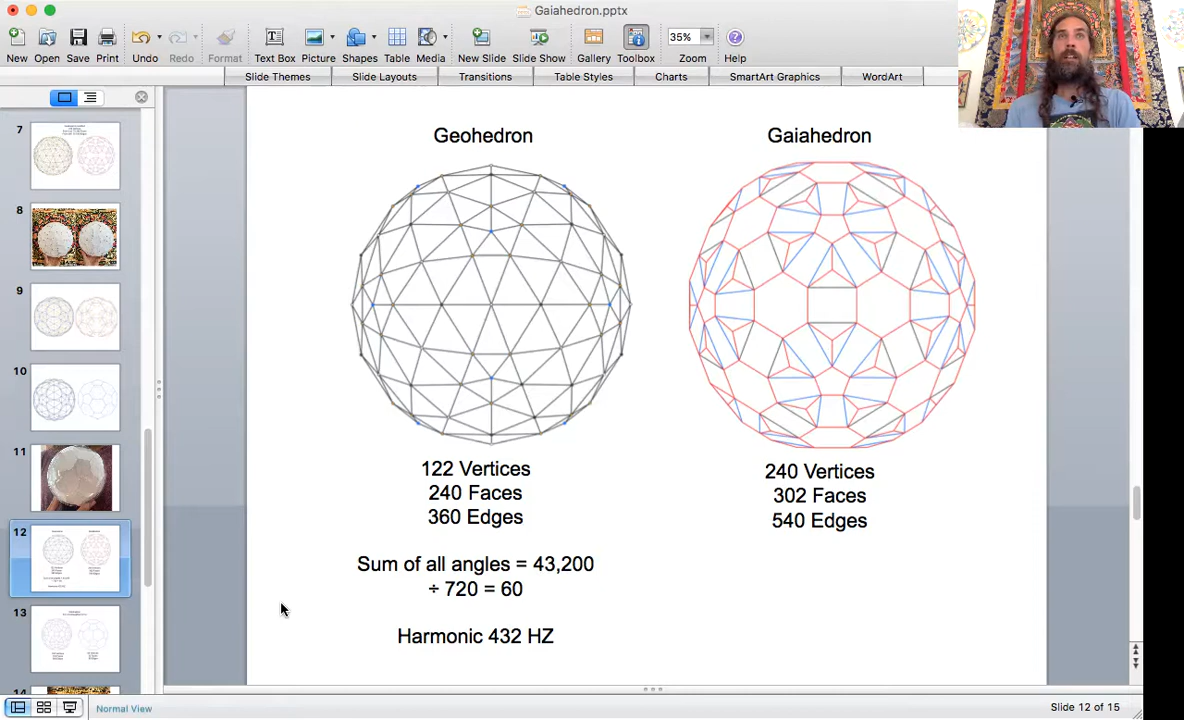 Gaiahedron.pptx
New Open Save Print Undo Redo Format Text Box Picture Shapes Table Media New Slide Slide Show Gallery Toolbox Zoom Help
35%
Slide Themes Slide Layouts Transitions Table Styles Charts SmartArt Graphics WordArt
7
8
9
10
11
12
13
14
Geohedron
122 Vertices
240 Faces
360 Edges
Sum of all angles = 43,200
÷ 720 = 60
Harmonic 432 HZ
Gaiahedron
240 Vertices
302 Faces
540 Edges
Normal View
Slide 12 of 15